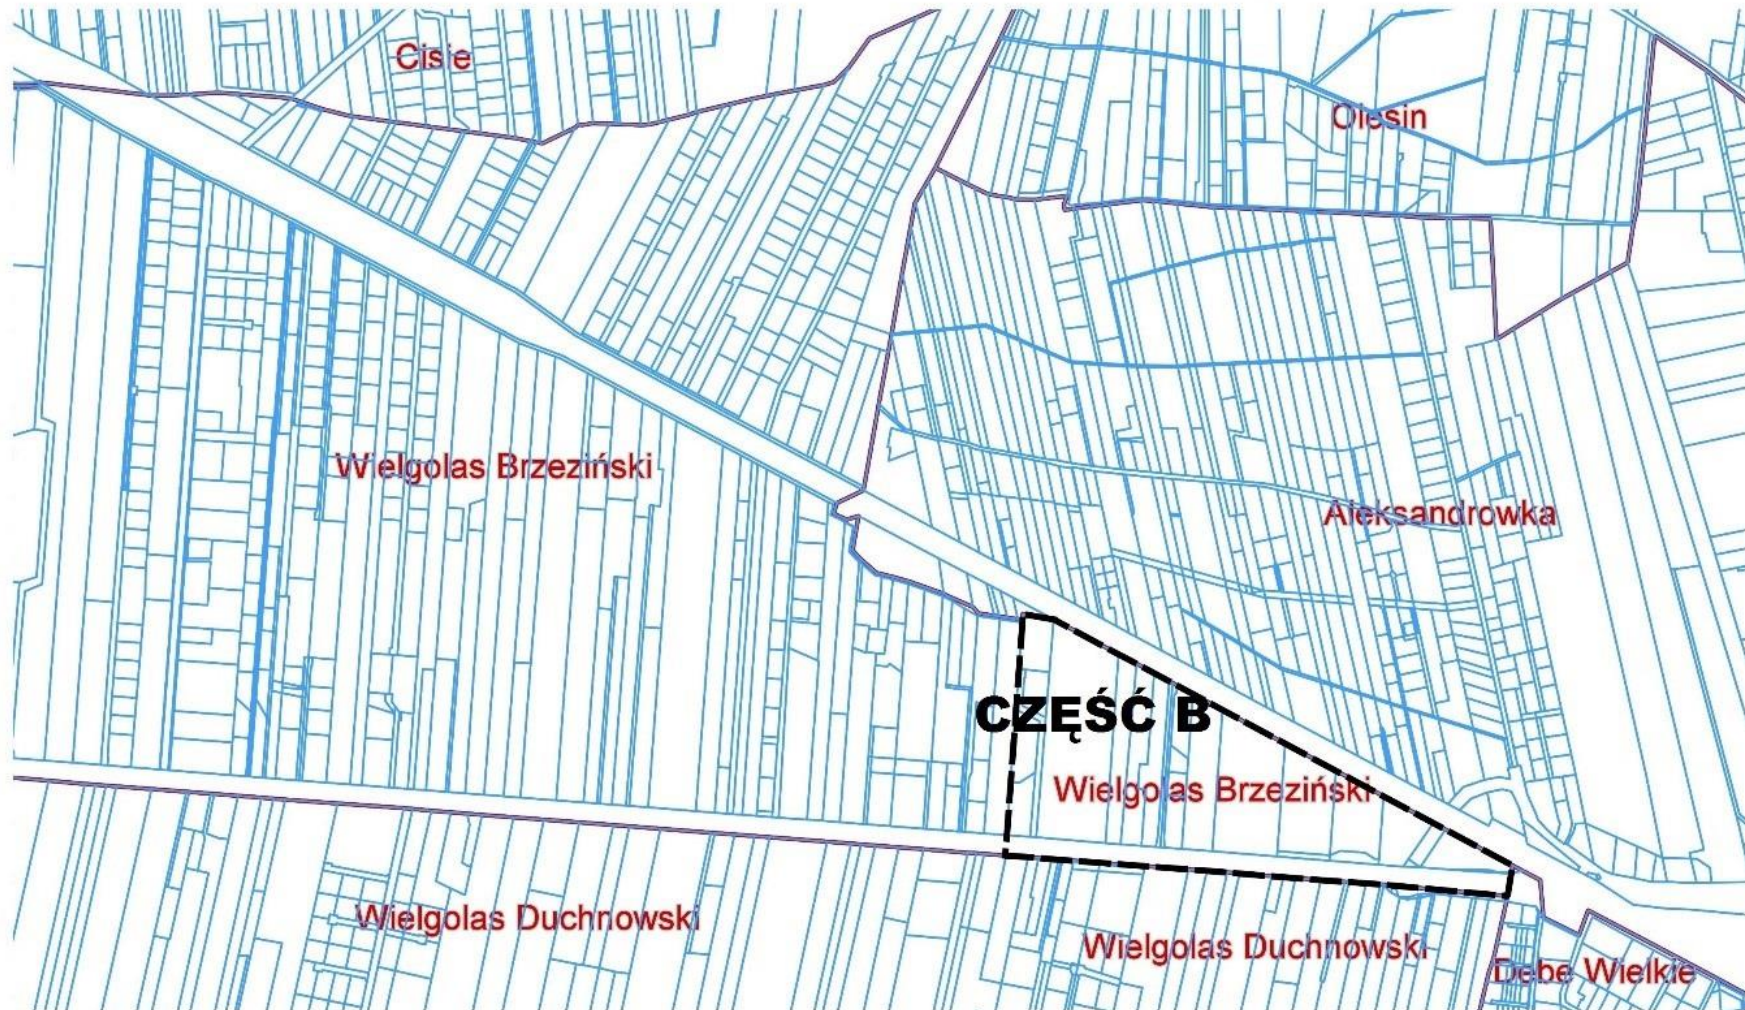 Cisie
Olesin
Wielgolas Brzeziński
Aleksandrowka
CZĘŚĆ B
Wielgolas Brzeziński
Wielgolas Duchnowski
Wielgolas Duchnowski
Dębe Wielkie